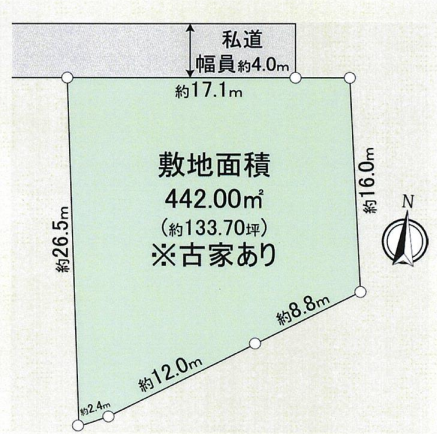 私道
幅員約4.0m
約17.1m
敷地面積
442.00㎡
(約133.70坪)
※古家あり
約26.5m
約16.0m
N
約8.8m
約12.0m
約2.4m